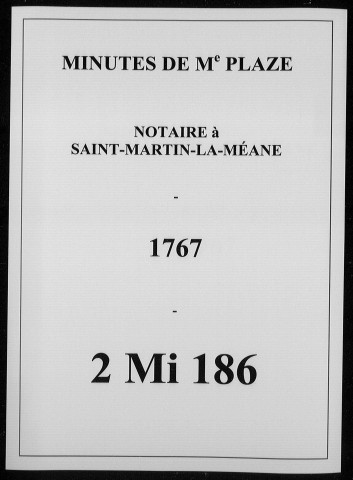 MINUTES DE Mᵉ PLAZE
NOTAIRE à
SAINT-MARTIN-LA-MÉANE
-
1767
-
2 Mi 186